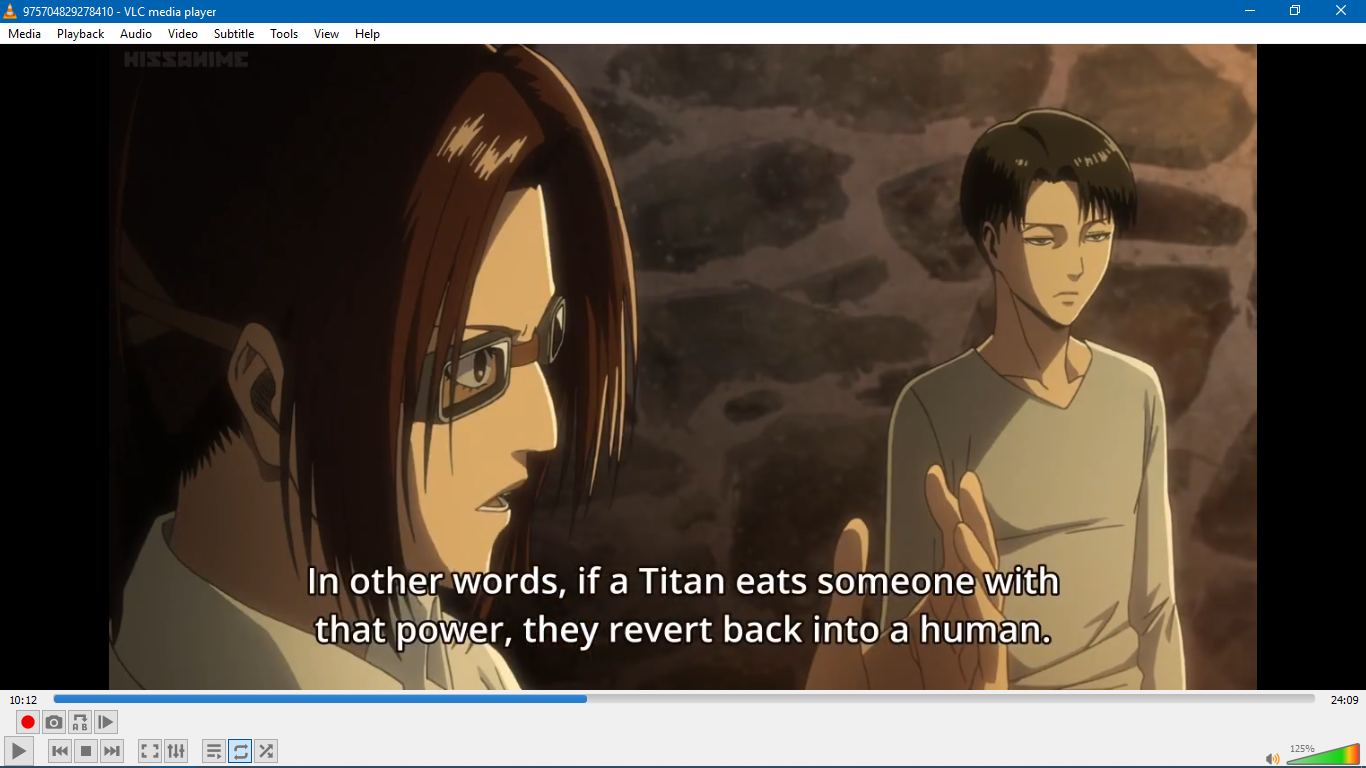 975704829278410 - VLC media player
Media Playback Audio Video Subtitle Tools View Help
KISSANIME
In other words, if a Titan eats someone with
that power, they revert back into a human.
10:12
24:09
A B
125%